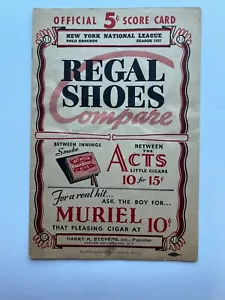 OFFICIAL 5¢ SCORE CARD
NEW YORK NATIONAL LEAGUE
POLO GROUNDS SEASON 1937
REGAL
SHOES
Compare
BETWEEN INNINGS
Smoke
BETWEEN
THE
ACTS
LITTLE CIGARS
10 for 15¢
For a real hit...
ASK THE BOY FOR...
MURIEL 10¢
THAT PLEASING CIGAR AT
HARRY M. STEVENS, Inc., Publisher